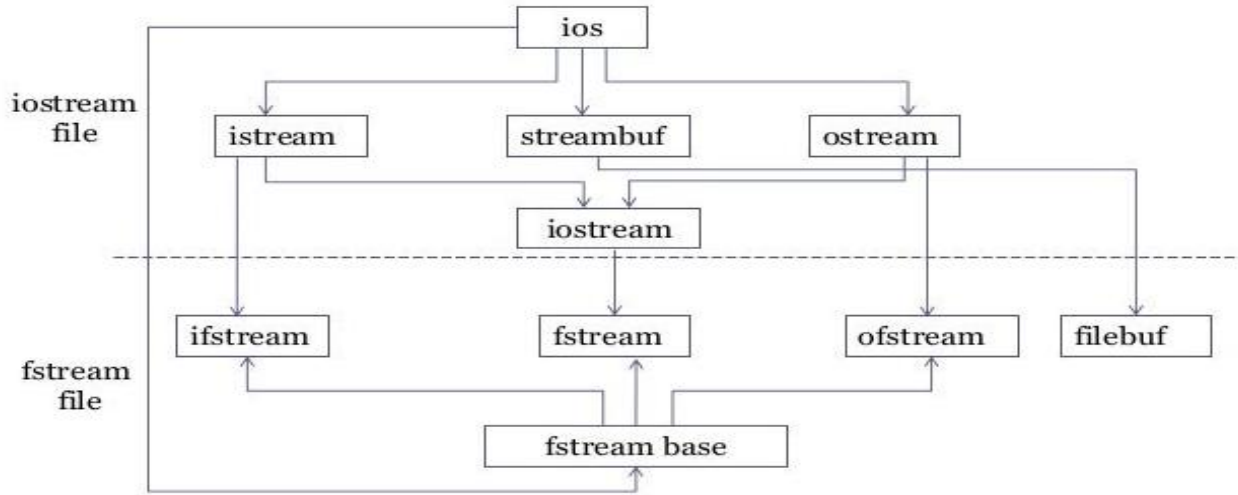 ios
iostream
file
istream
streambuf
ostream
iostream
ifstream
fstream
ofstream
filebuf
fstream
file
fstream base